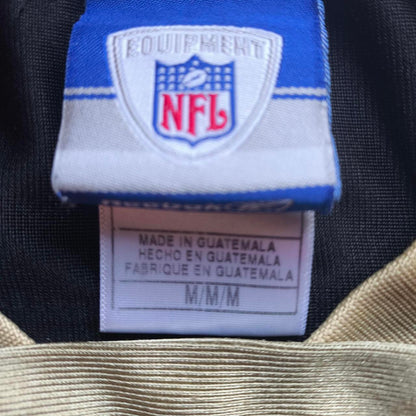 EQUIPMENT
NFL
MADE IN GUATEMALA
HECHO EN GUATEMALA
FABRIQUE EN GUATEMALA
M/M/M